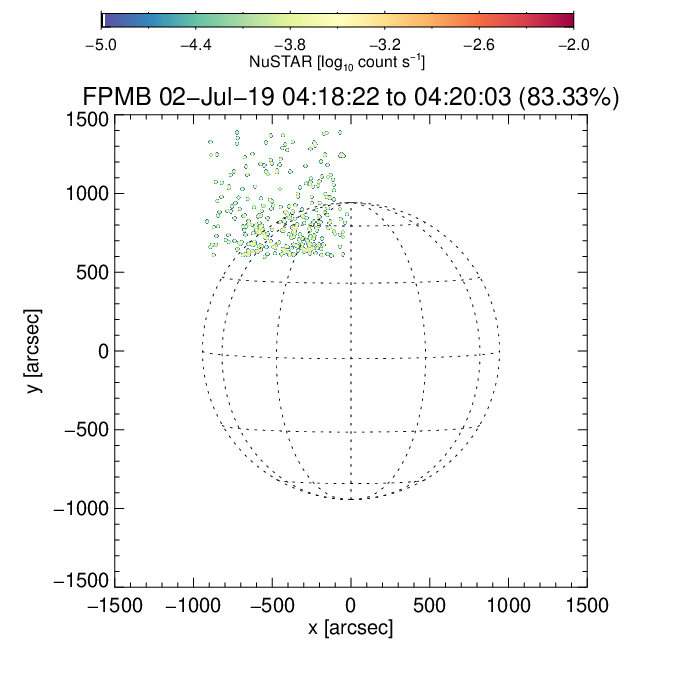 −5.0 −4.4 −3.8 −3.2 −2.6 −2.0
NuSTAR [log₁₀ count s⁻¹]
FPMB 02−Jul−19 04:18:22 to 04:20:03 (83.33%)
1500
1000
500
0
−500
−1000
−1500
y [arcsec]
−1500 −1000 −500 0 500 1000 1500
x [arcsec]